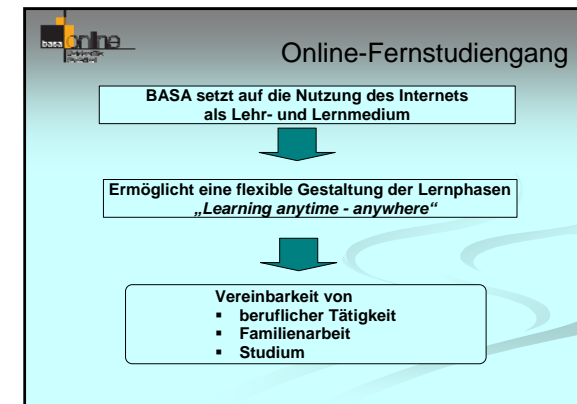 basa online
Online-Fernstudiengang
BASA setzt auf die Nutzung des Internets
als Lehr- und Lernmedium
Ermöglicht eine flexible Gestaltung der Lernphasen
„Learning anytime - anywhere“
Vereinbarkeit von
▪ beruflicher Tätigkeit
▪ Familienarbeit
▪ Studium